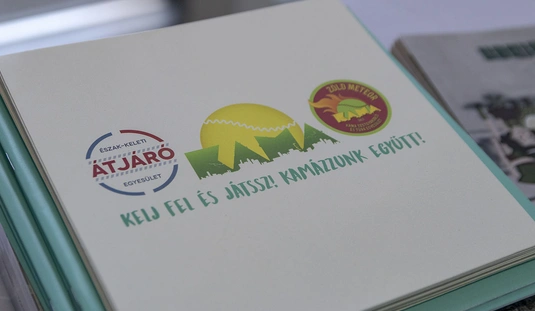 ÉSZAK-KELETI
ÁTJÁRÓ
EGYESÜLET
KAMA
ZÖLD METEOR
KELJ FEL ÉS JÁTSSZ! KAMÁZZUNK EGYÜTT!